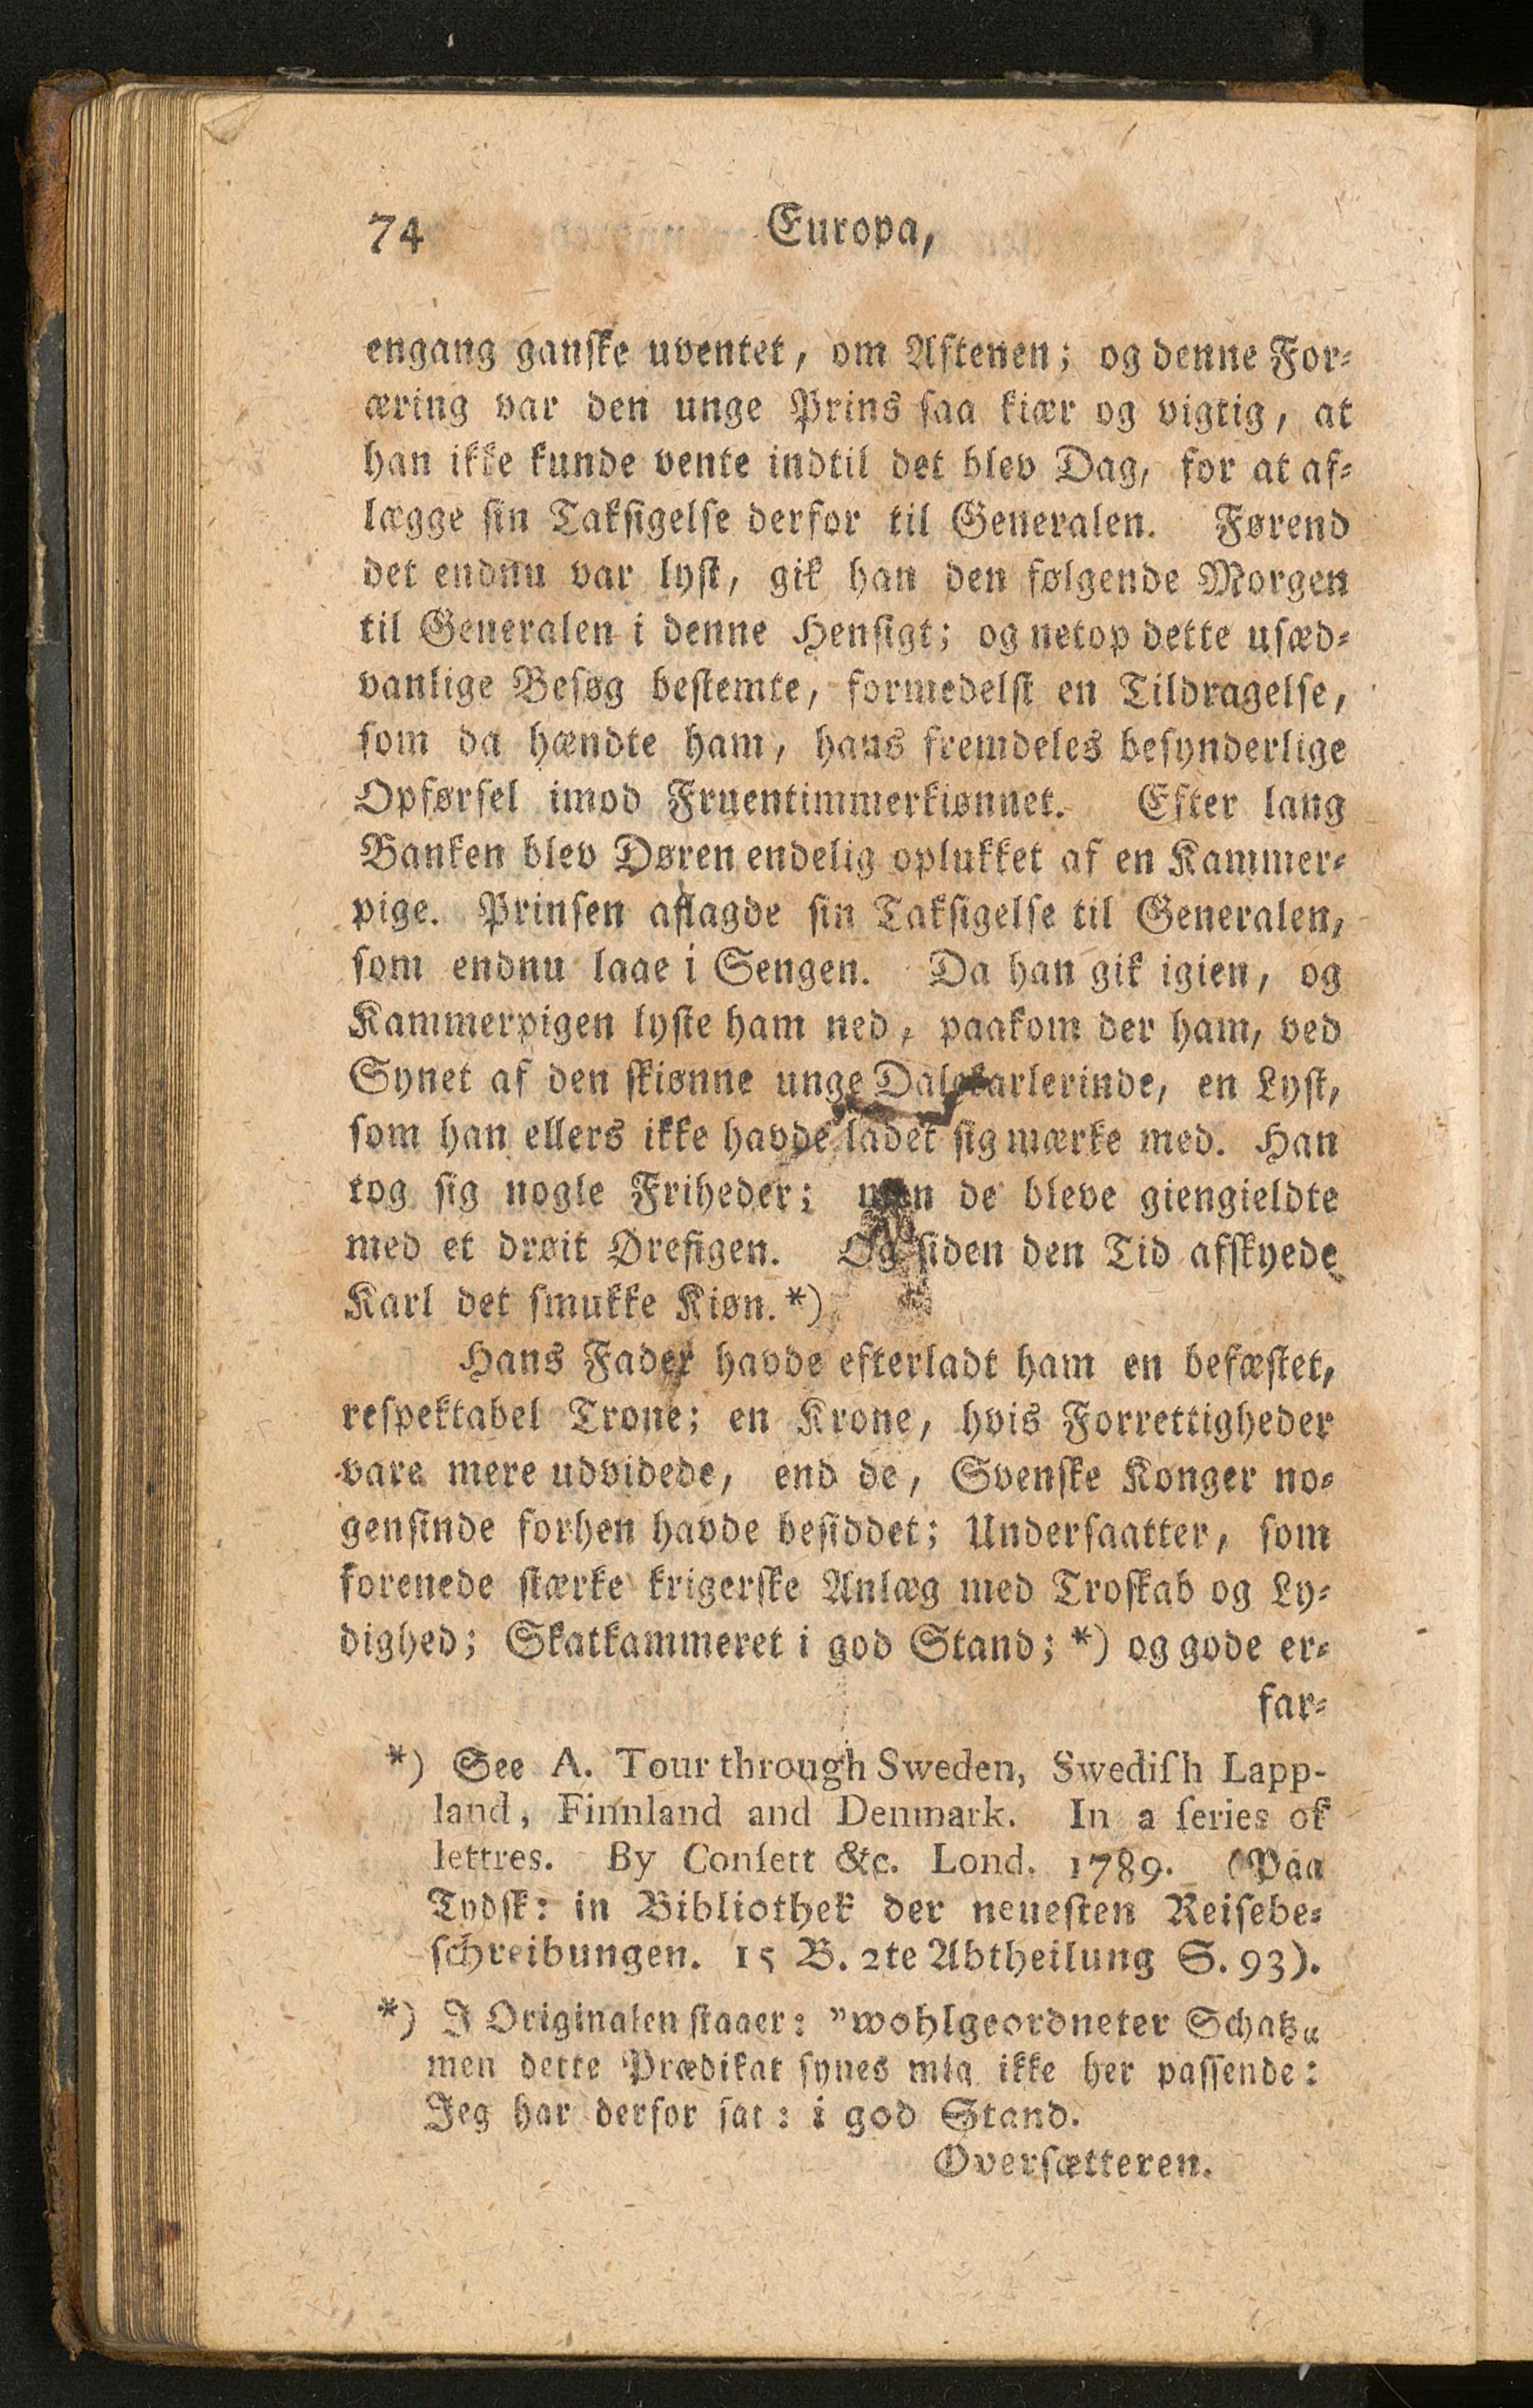 74 Europa,
engang ganske uventet, om Aftenen; og denne For-
æring var den unge Prins saa kiær og vigtig, at
han ikke kunde vente indtil det blev Dag, for at af-
lægge sin Taksigelse derfor til Generalen. Førend
det endnu var lyst, gik han den følgende Morgen
til Generalen i denne Hensigt; og netop dette usæd-
vanlige Besøg bestemte, formedelst en Tildragelse,
som da hændte ham, hans fremdeles besynderlige
Opførsel imod Fruentimmerkiønnet. Efter lang
Banken blev Døren endelig oplukket af en Kammer-
pige. Prinsen aflagde sin Taksigelse til Generalen,
som endnu laae i Sengen. Da han gik igien, og
Kammerpigen lyste ham ned, paakom der ham, ved
Synet af den skiønne unge Dalekarlerinde, en Lyst,
som han ellers ikke havde ladet sig mærke med. Han
tog sig nogle Friheder; men de bleve giengieldte
med et drøit Ørefigen. Og siden den Tid afskyede
Karl det smukke Kiøn. *)
Hans Fader havde efterladt ham en befæstet,
respektabel Trone; en Krone, hvis Forrettigheder
vare mere udvidede, end de, Svenske Konger no-
gensinde forhen havde besiddet; Undersaatter, som
forenede stærke krigerske Anlæg med Troskab og Ly-
dighed; Skatkammeret i god Stand; *) og gode er-
far-
*) See A. Tour through Sweden, Swediſh Lapp-
land, Finnland and Denmark. In a ſeries of
lettres. By Conſett &c. Lond. 1789. (Paa
Tydsk: in Bibliothek der neuesten Reisebe-
schreibungen. 15 B. 2te Abtheilung S. 93).
*) I Originalen staaer: "wohlgeordneter Schatz„
men dette Prædikat synes mig ikke her passende:
Jeg har derfor sat: i god Stand.
Oversætteren.